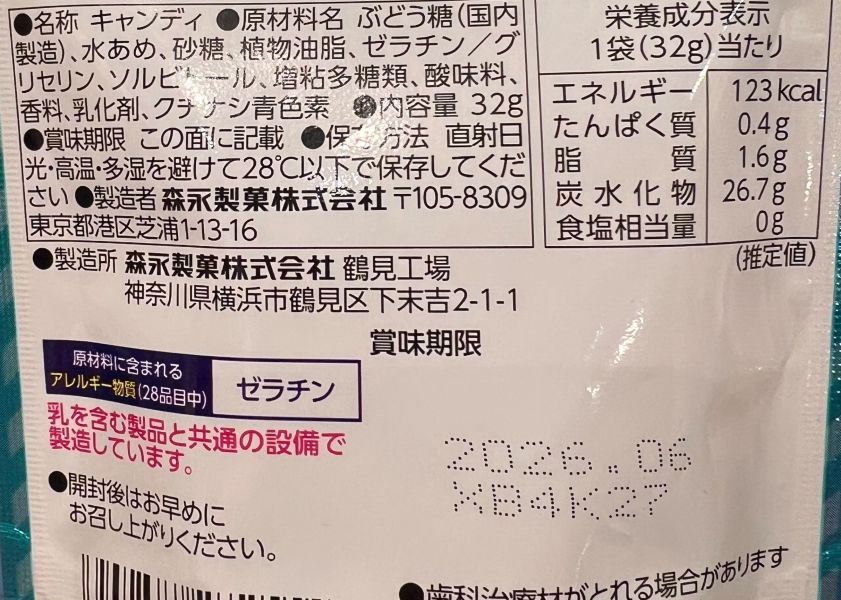 ●名称 キャンディ ●原材料名 ぶどう糖(国内
製造)、水あめ、砂糖、植物油脂、ゼラチン／グ
リセリン、ソルビトール、増粘多糖類、酸味料、
香料、乳化剤、クチナシ青色素 ●内容量 32g
●賞味期限 この面に記載 ●保存方法 直射日
光・高温・多湿を避けて28℃以下で保存してくだ
さい ●製造者 森永製菓株式会社 〒105-8309
東京都港区芝浦1-13-16
栄養成分表示
1袋(32g)当たり
エネルギー 123kcal
たんぱく質 0.4g
脂質 1.6g
炭水化物 26.7g
食塩相当量 0g
(推定値)
●製造所 森永製菓株式会社 鶴見工場
神奈川県横浜市鶴見区下末吉2-1-1
賞味期限
原材料に含まれる
アレルギー物質(28品目中)
ゼラチン
乳を含む製品と共通の設備で
製造しています。
2026.06
XB4K27
●開封後はお早めに
お召し上がりください。
●歯科治療材がとれる場合があります